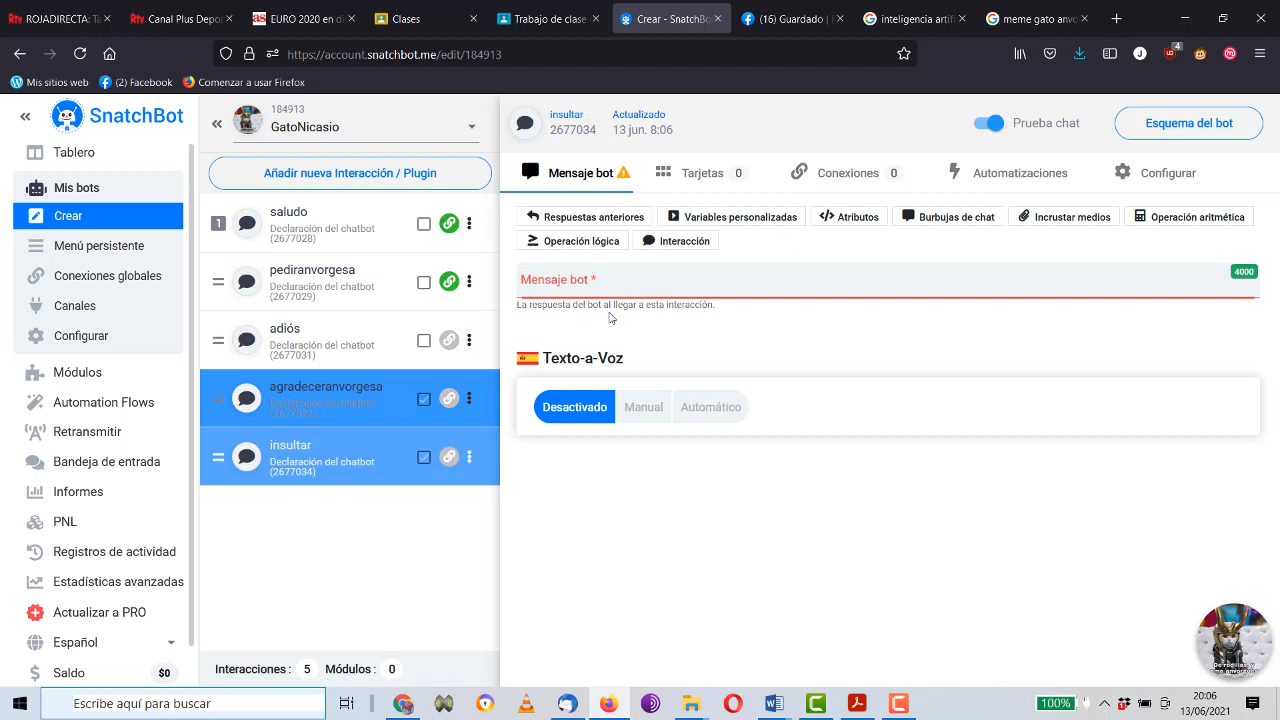 ROADIARIATA: 
Canal Plus Depo
EURO 2020 en di
Clases
Trabajo de clase
Crear - SnatchBo
(16) Guardado |
inteligencia artifi
meme gato anvo
https://account.snatchbot.me/edit/184913
4
Mis sitios web
(2) Facebook
Comenzar a usar Firefox
SnatchBot
Tablero
Mis bots
Crear
Menú persistente
Conexiones globales
Canales
Configurar
Módulos
Automation Flows
Retransmitir
Bandeja de entrada
Informes
PNL
Registros de actividad
Estadísticas avanzadas
Actualizar a PRO
Español
Saldo $0
184913
GatoNicasio
Añadir nueva Interacción / Plugin
1
saludo
Declaración del chatbot
(2677028)
pediranvorgesa
Declaración del chatbot
(2677029)
adiós
Declaración del chatbot
(2677031)
agradeceranvorgesa
Declaración del chatbot
insultar
Declaración del chatbot
(2677034)
Interacciones : 5 Módulos : 0
insultar
2677034
Actualizado
13 jun. 8:06
Prueba chat
Esquema del bot
Mensaje bot
Tarjetas 0
Conexiones 0
Automatizaciones
Configurar
Respuestas anteriores
Variables personalizadas
Atributos
Burbujas de chat
Incrustar medios
Operación aritmética
Operación lógica
Interacción
Mensaje bot *
4000
La respuesta del bot al llegar a esta interacción.
Texto-a-Voz
Desactivado
Manual
Automático
De rodillas y
Escribe aquí para buscar
100%
20:06
13/06/2021